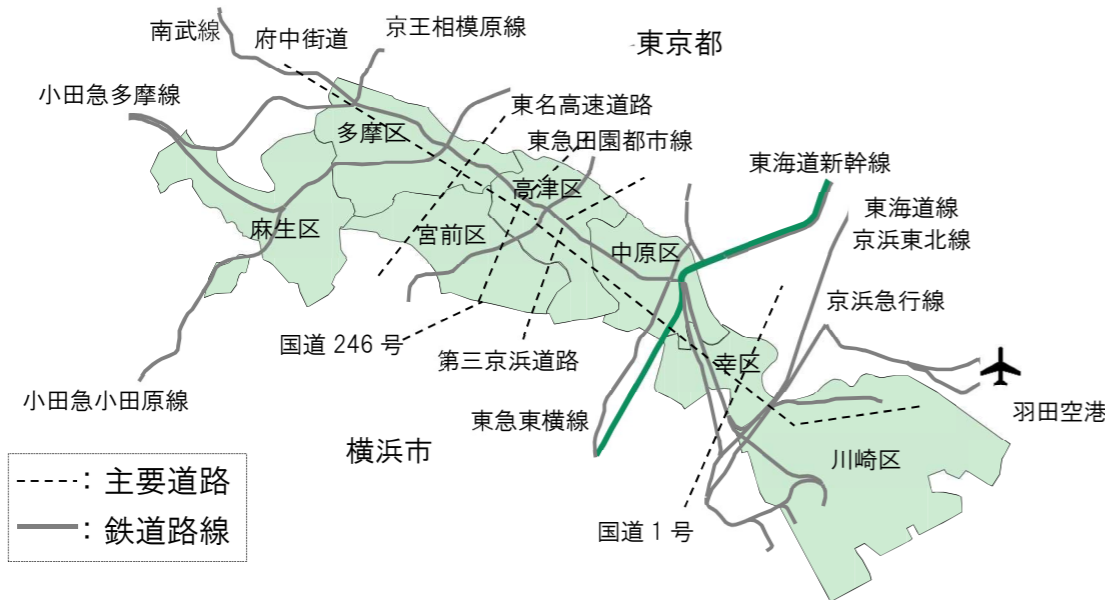 南武線
府中街道
京王相模原線
東京都
小田急多摩線
東名高速道路
多摩区
東急田園都市線
東海道新幹線
高津区
東海道線
京浜東北線
麻生区
宮前区
中原区
京浜急行線
国道 246 号
第三京浜道路
幸区
小田急小田原線
東急東横線
羽田空港
横浜市
川崎区
国道 1 号
: 主要道路
: 鉄道路線